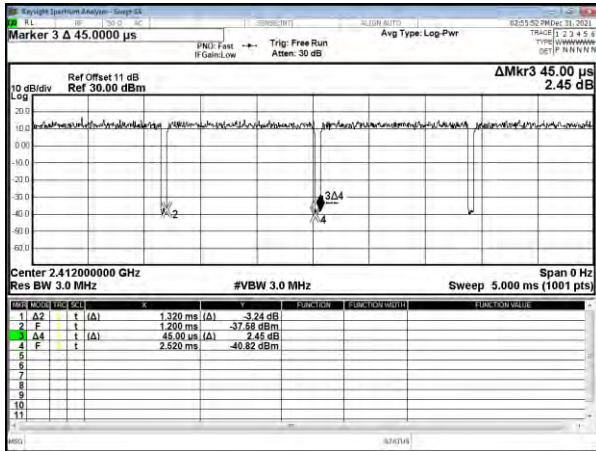 Keysight Spectrum Analyzer - Swept SA
RL RF 50 Ω AC SENSE:INT ALIGN AUTO 02:55:52 PM Dec 31, 2021
Marker 3 Δ 45.0000 µs
PNO: Fast
IFGain:Low
Trig: Free Run
Atten: 30 dB
Avg Type: Log-Pwr
TRACE 1 2 3 4 5 6
TYPE WWWWWW
DET P NNNNN
ΔMkr3 45.00 µs
2.45 dB
Ref Offset 11 dB
10 dB/div Ref 30.00 dBm
Log
20.0
10.0
0.00
-10.0
-20.0
-30.0
-40.0
-50.0
-60.0
2
3Δ4
4
Center 2.412000000 GHz Span 0 Hz
Res BW 3.0 MHz #VBW 3.0 MHz Sweep 5.000 ms (1001 pts)
MKR MODE TRC SCL X Y FUNCTION FUNCTION WIDTH FUNCTION VALUE
1 Δ2 t (Δ) 1.320 ms (Δ) -3.24 dB
2 F t 1.200 ms -37.58 dBm
3 Δ4 t (Δ) 45.00 us (Δ) 2.45 dB
4 F t 2.520 ms -40.82 dBm
5
6
7
8
9
10
11
MSG STATUS